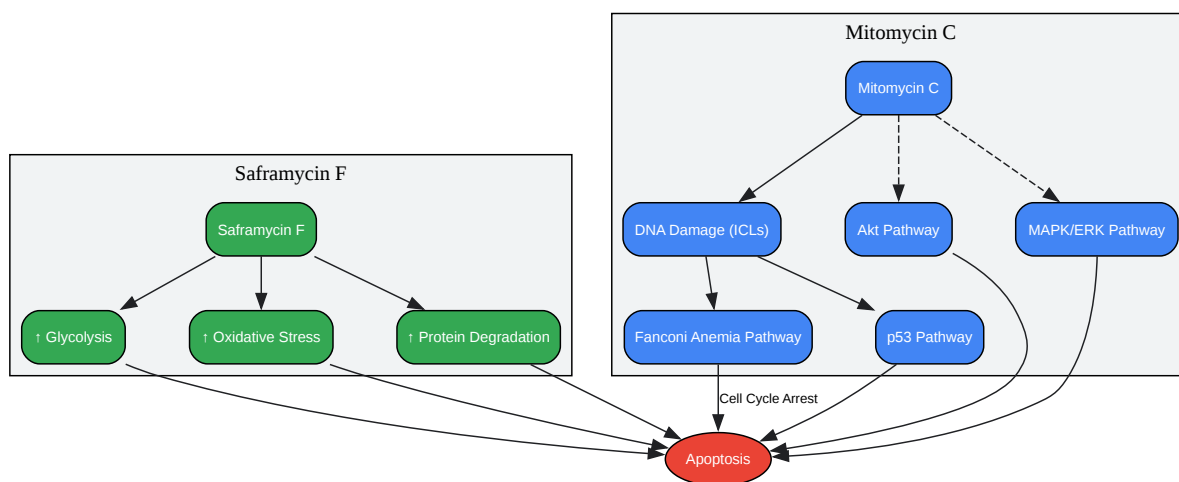 Mitomycin C
Mitomycin C
Saframycin F
Saframycin F
DNA Damage (ICLs)
Akt Pathway
MAPK/ERK Pathway
↑ Glycolysis
↑ Oxidative Stress
↑ Protein Degradation
Fanconi Anemia Pathway
p53 Pathway
Cell Cycle Arrest
Apoptosis